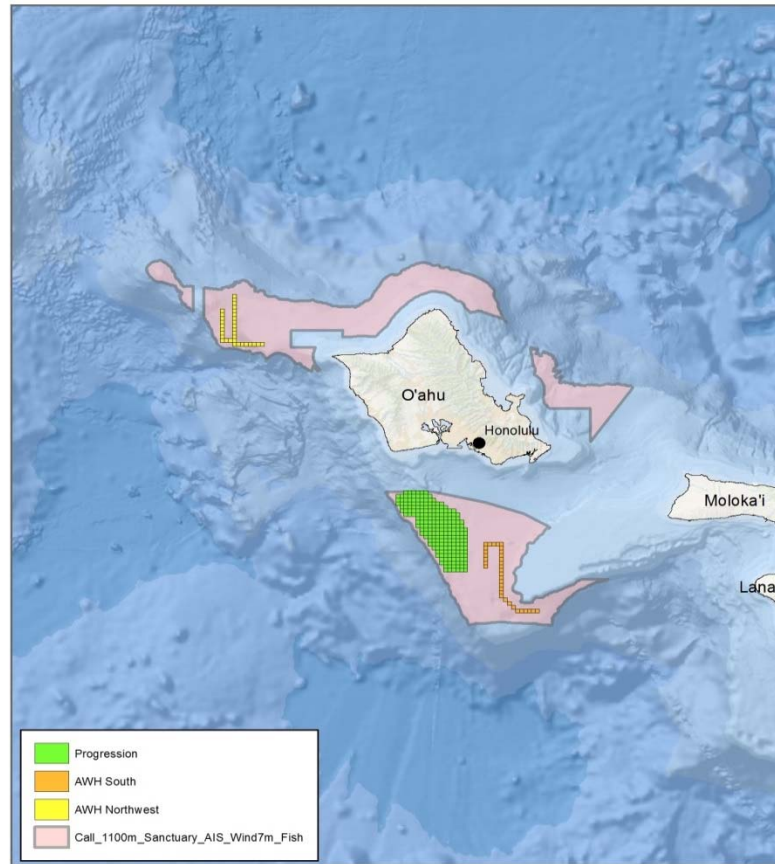 O'ahu
Honolulu
Moloka'i
Lana
Progression
AWH South
AWH Northwest
Call_1100m_Sanctuary_AIS_Wind7m_Fish